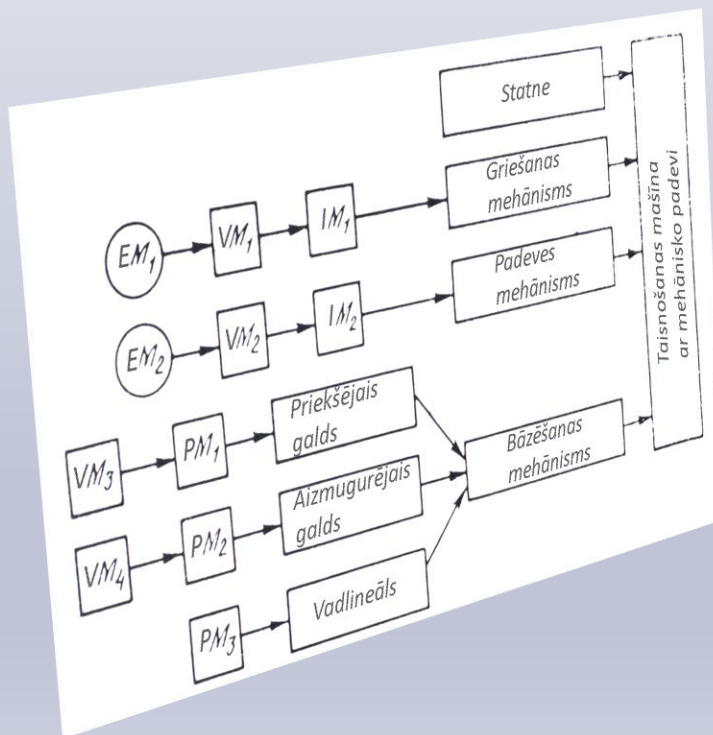 Statne
EM₁
VM₁
IM₁
Griešanas
mehānisms
EM₂
VM₂
IM₂
Padeves
mehānisms
VM₃
PM₁
Priekšējais
galds
VM₄
PM₂
Aizmugurējais
galds
PM₃
Vadlineāls
Bāzēšanas
mehānisms
Taisnošanas mašīna
ar mehānisko padevi